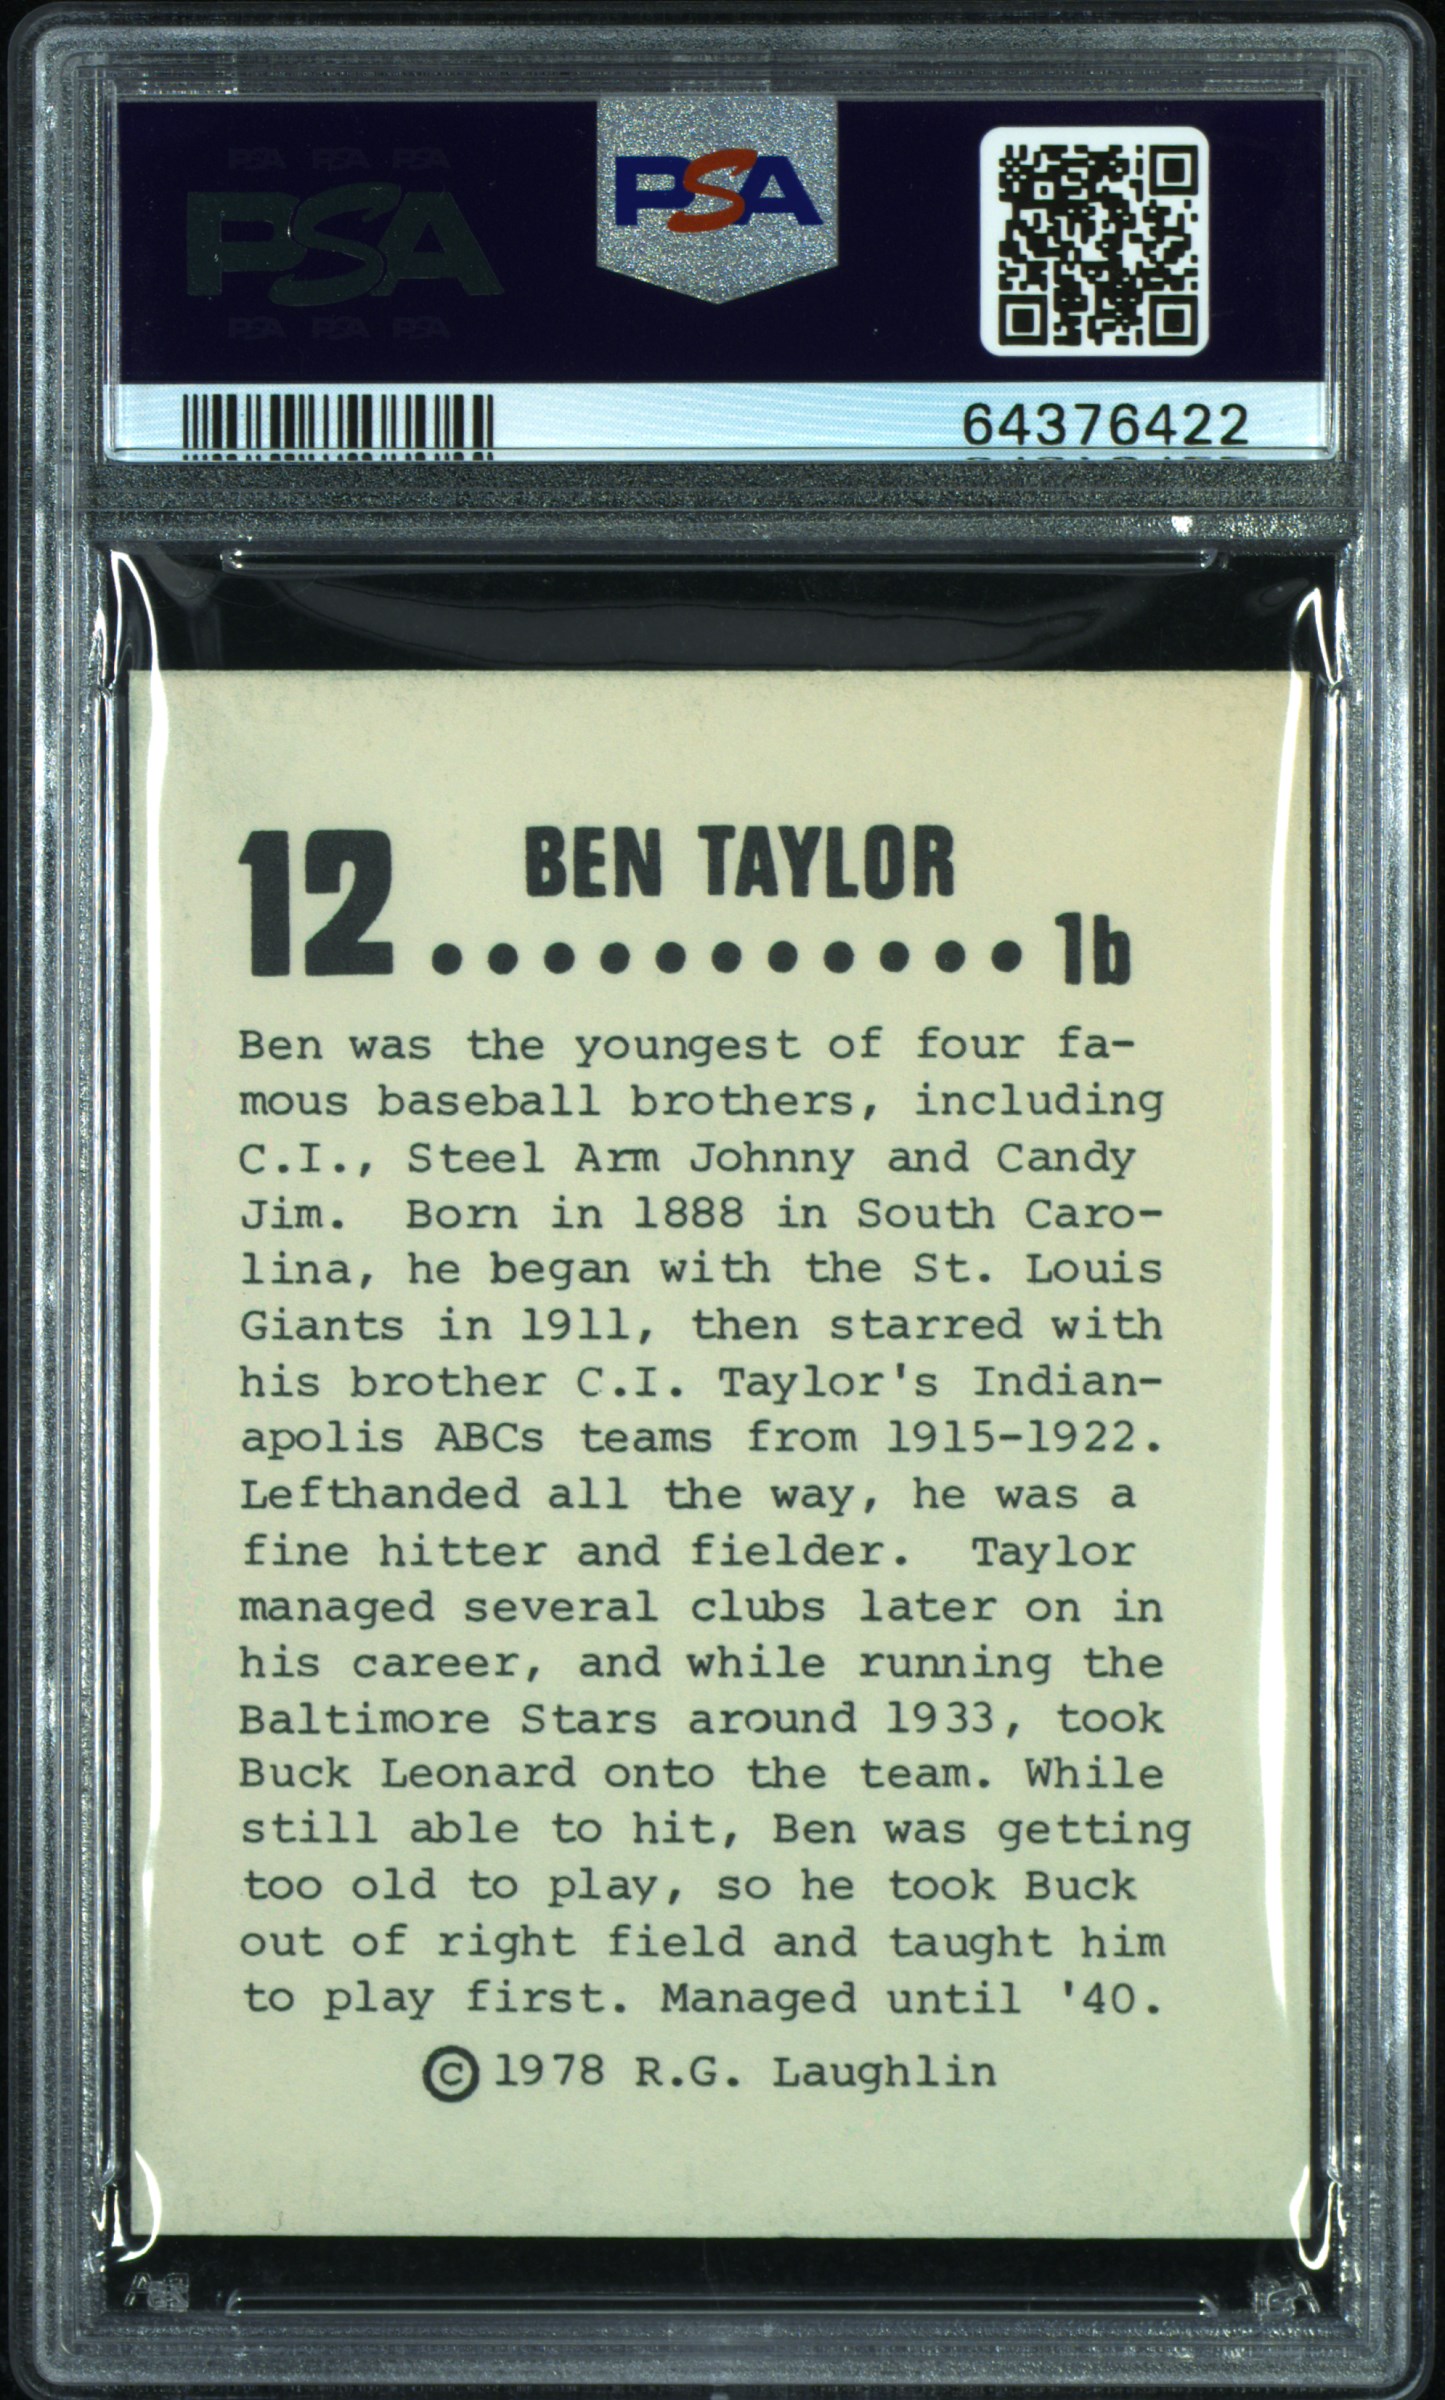 PSA PSA PSA
PSA
PSA PSA PSA
PSA
64376422
12 BEN TAYLOR
............ 1b
Ben was the youngest of four fa-
mous baseball brothers, including
C.I., Steel Arm Johnny and Candy
Jim. Born in 1888 in South Caro-
lina, he began with the St. Louis
Giants in 1911, then starred with
his brother C.I. Taylor's Indian-
apolis ABCs teams from 1915-1922.
Lefthanded all the way, he was a
fine hitter and fielder. Taylor
managed several clubs later on in
his career, and while running the
Baltimore Stars around 1933, took
Buck Leonard onto the team. While
still able to hit, Ben was getting
too old to play, so he took Buck
out of right field and taught him
to play first. Managed until '40.
© 1978 R.G. Laughlin